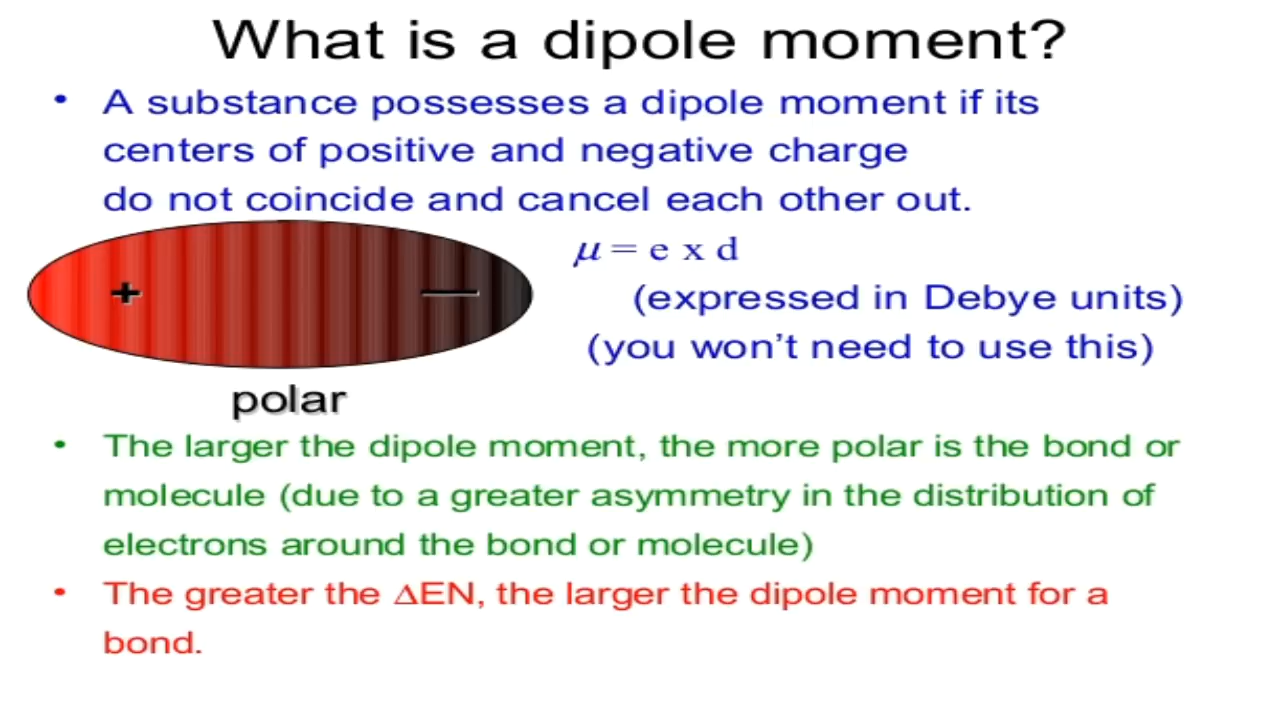 What is a dipole moment?
• A substance possesses a dipole moment if its
centers of positive and negative charge
do not coincide and cancel each other out.
μ = e x d
+ —
(expressed in Debye units)
(you won't need to use this)
polar
• The larger the dipole moment, the more polar is the bond or
molecule (due to a greater asymmetry in the distribution of
electrons around the bond or molecule)
• The greater the ΔEN, the larger the dipole moment for a
bond.